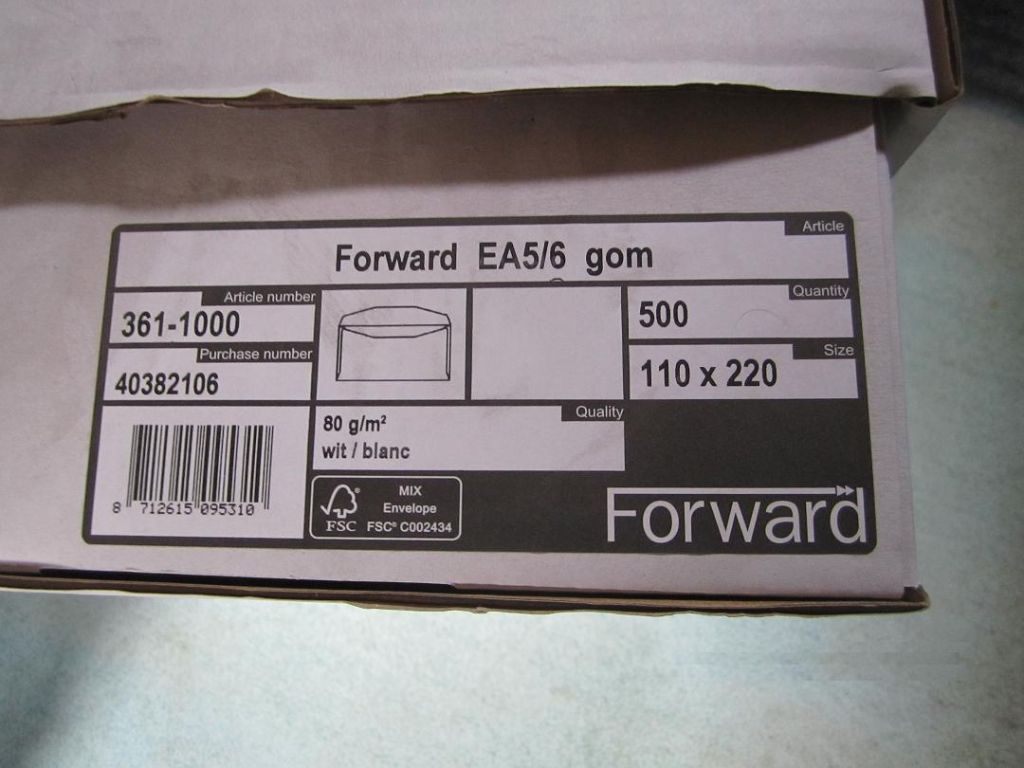 Article
Forward EA5/6 gom
Article number
361-1000
Quantity
500
Purchase number
40382106
Size
110 x 220
Quality
80 g/m²
wit / blanc
8 712615 095310
FSC®
MIX
Envelope
FSC® C002434
Forward